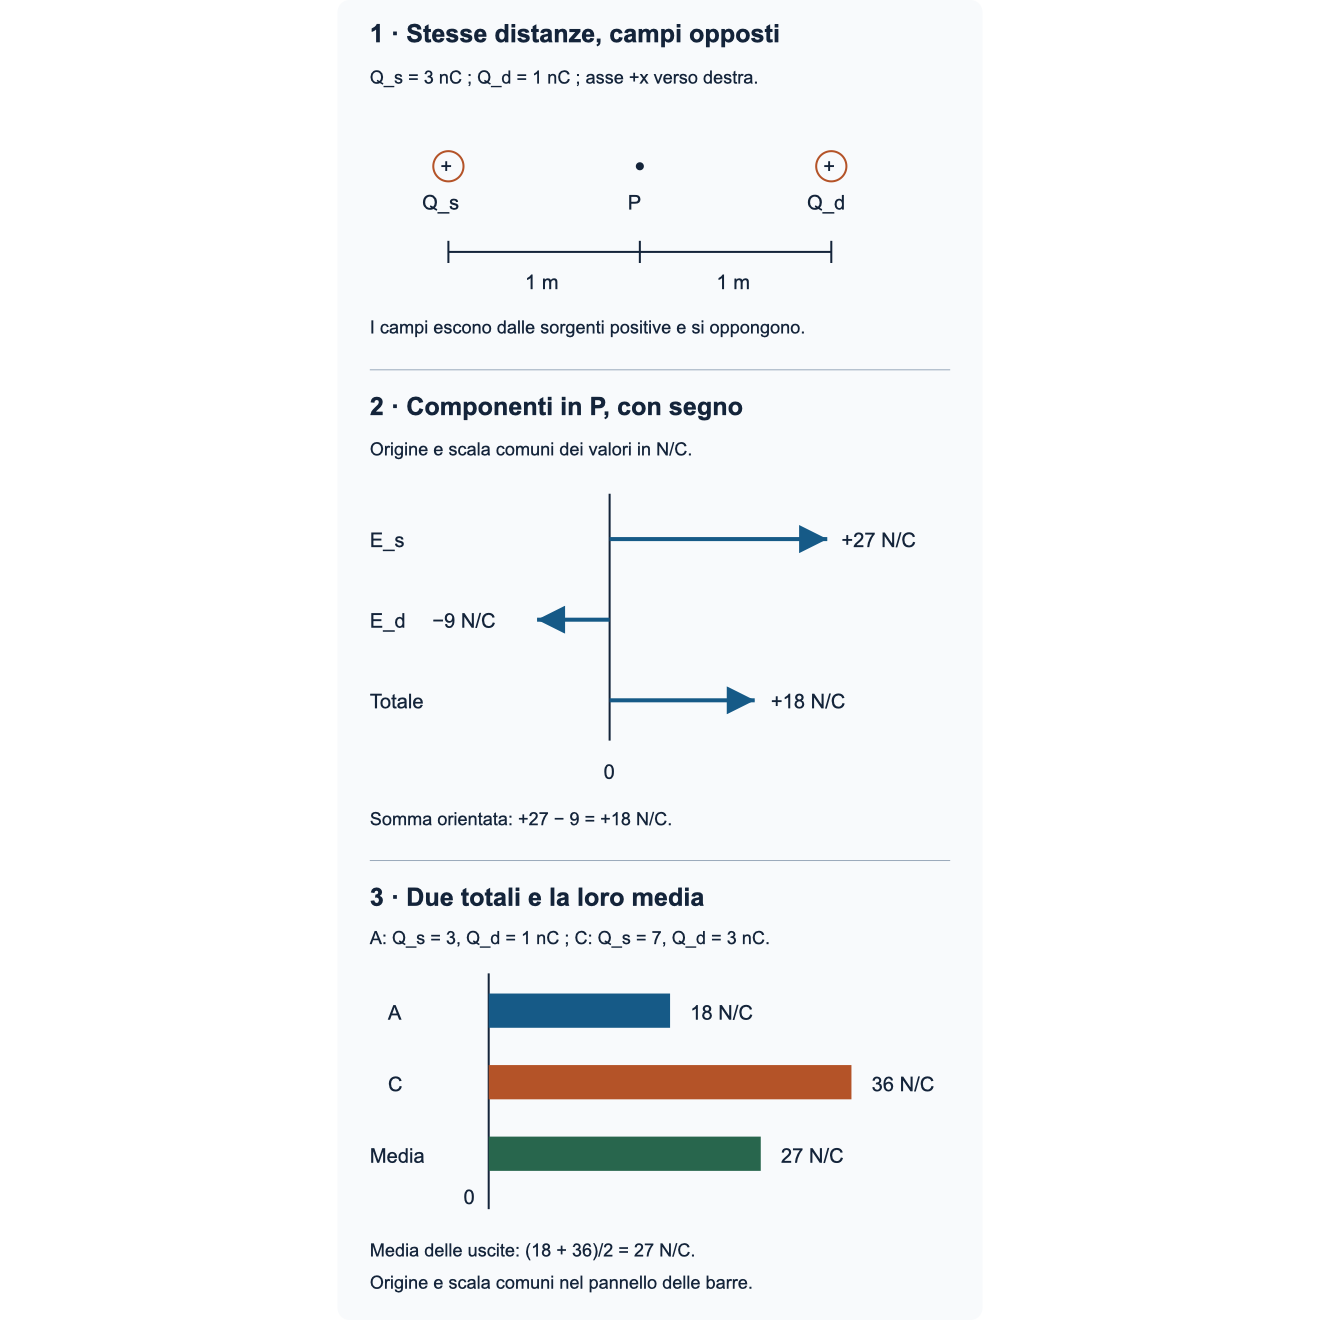 1 · Stesse distanze, campi opposti
Q_s = 3 nC ; Q_d = 1 nC ; asse +x verso destra.
+ +
Q_s P Q_d
1 m 1 m
I campi escono dalle sorgenti positive e si oppongono.
2 · Componenti in P, con segno
Origine e scala comuni dei valori in N/C.
E_s +27 N/C
E_d −9 N/C
Totale +18 N/C
0
Somma orientata: +27 − 9 = +18 N/C.
3 · Due totali e la loro media
A: Q_s = 3, Q_d = 1 nC ; C: Q_s = 7, Q_d = 3 nC.
A 18 N/C
C 36 N/C
Media 27 N/C
0
Media delle uscite: (18 + 36)/2 = 27 N/C.
Origine e scala comuni nel pannello delle barre.